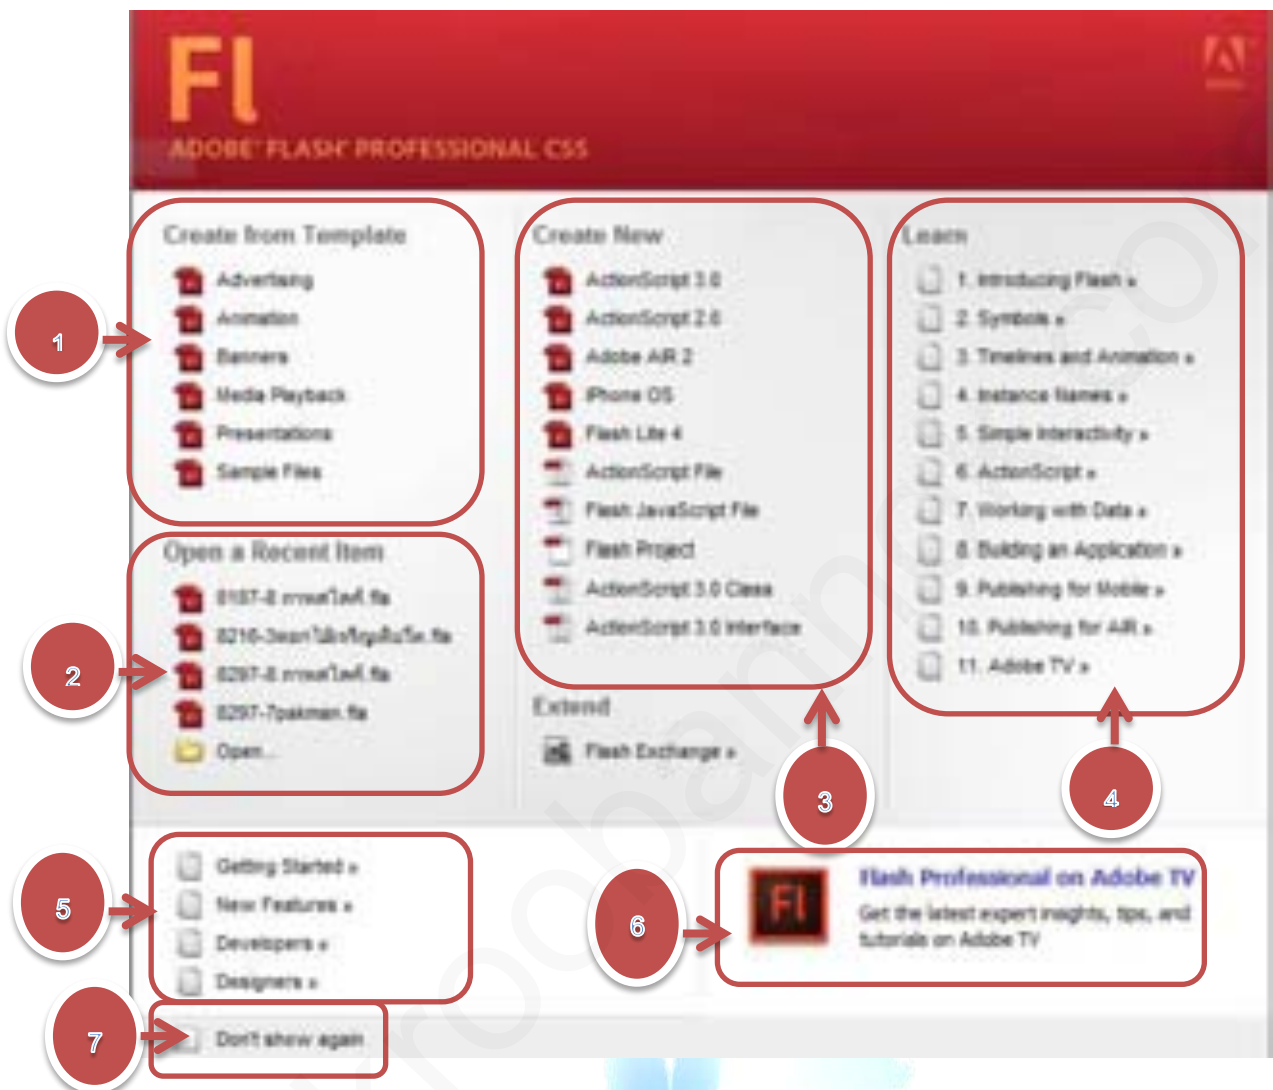 Fl
ADOBE® FLASH® PROFESSIONAL CS5
Create from Template
Advertising
Animation
Banners
Media Playback
Presentations
Sample Files
1
Open a Recent Item
8297-7pakman.fla
Open...
2
Create New
ActionScript 3.0
ActionScript 2.0
Adobe AIR 2
iPhone OS
Flash Lite 4
ActionScript File
Flash JavaScript File
Flash Project
ActionScript 3.0 Class
ActionScript 3.0 Interface
Extend
Flash Exchange »
3
Learn
1. Introducing Flash »
2. Symbols »
3. Timelines and Animation »
4. Instance Names »
5. Simple Interactivity »
6. ActionScript »
7. Working with Data »
8. Building an Application »
9. Publishing for Mobile »
10. Publishing for AIR »
11. Adobe TV »
4
Getting Started »
New Features »
Developers »
Designers »
5
Fl
Flash Professional on Adobe TV
Get the latest expert insights, tips, and
tutorials on Adobe TV
6
Don't show again
7